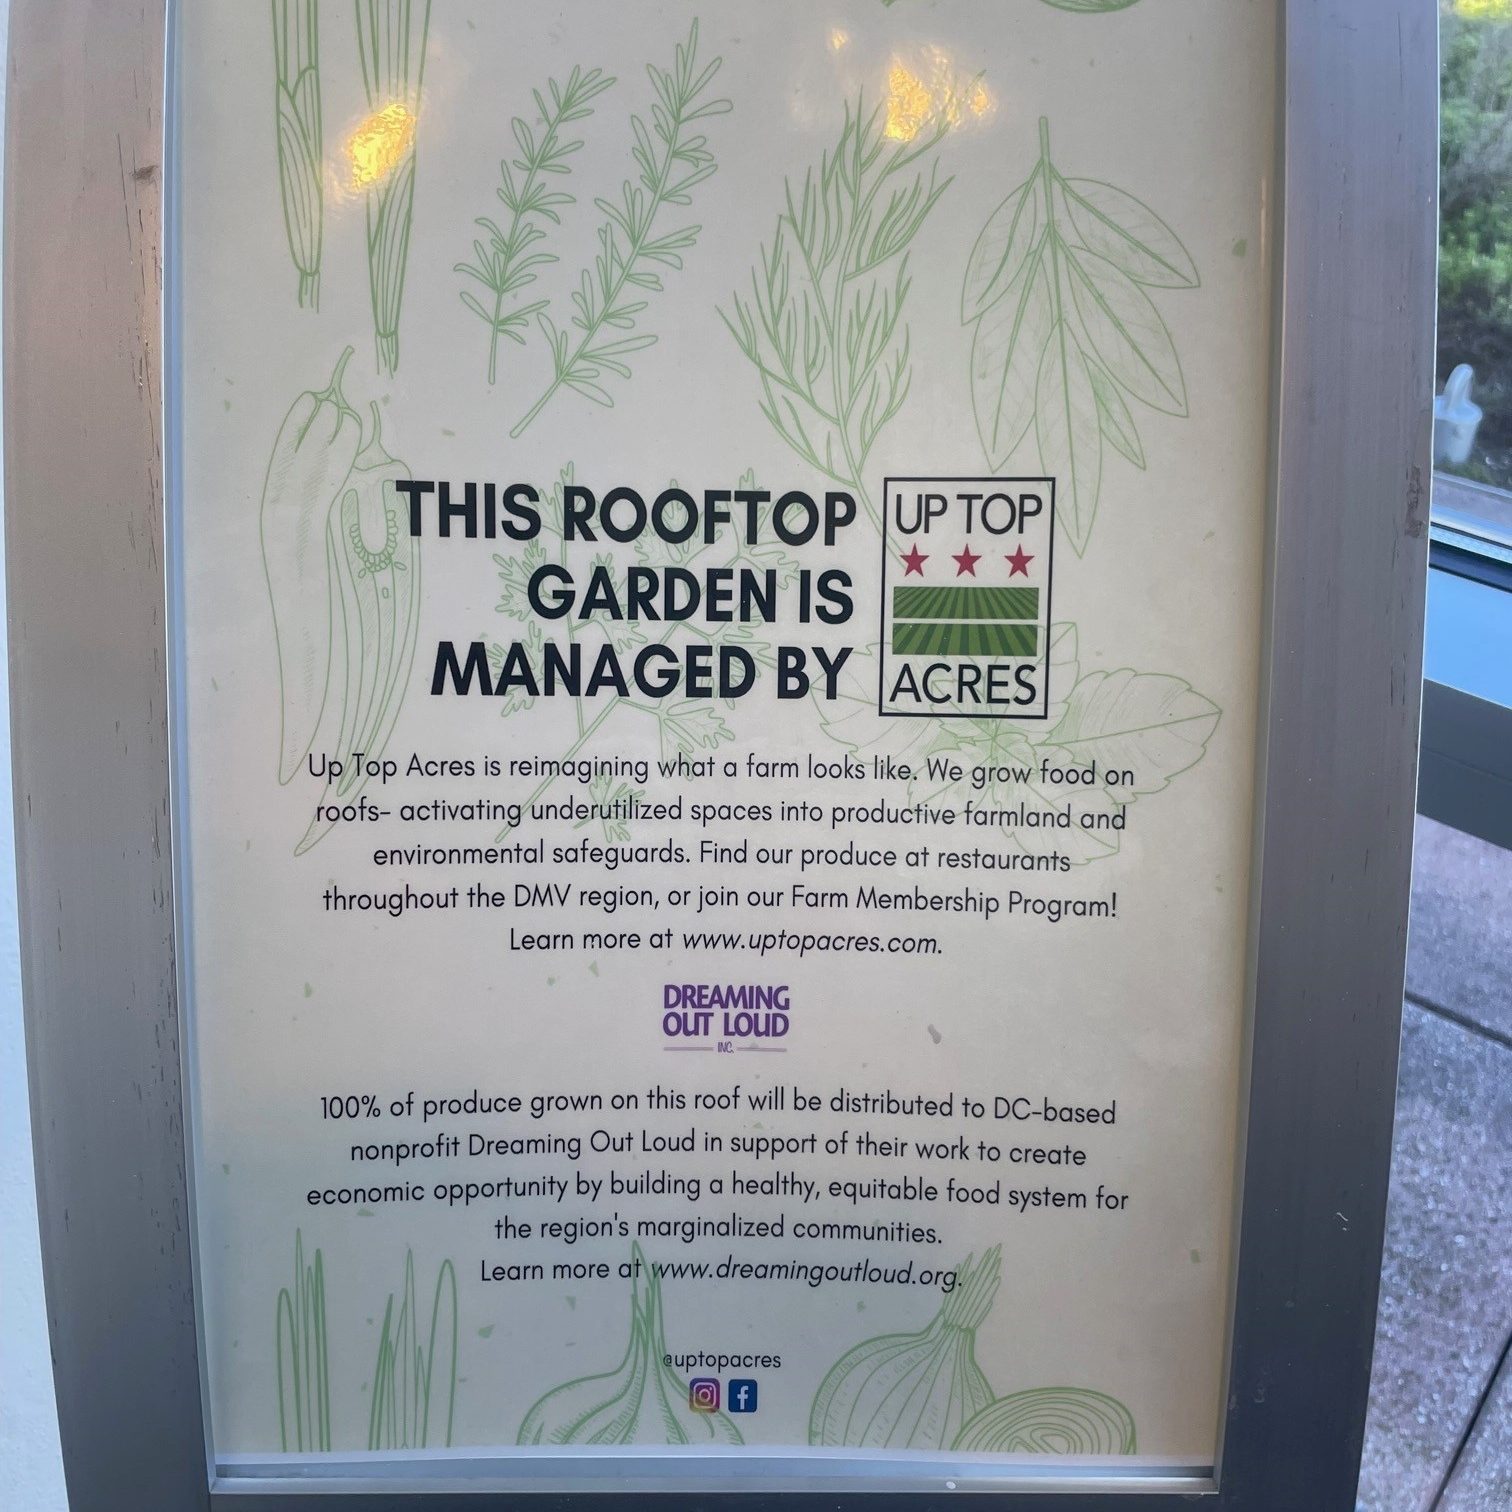 THIS ROOFTOP
GARDEN IS
MANAGED BY
UP TOP
ACRES
Up Top Acres is reimagining what a farm looks like. We grow food on
roofs- activating underutilized spaces into productive farmland and
environmental safeguards. Find our produce at restaurants
throughout the DMV region, or join our Farm Membership Program!
Learn more at www.uptopacres.com.
DREAMING
OUT LOUD
INC.
100% of produce grown on this roof will be distributed to DC-based
nonprofit Dreaming Out Loud in support of their work to create
economic opportunity by building a healthy, equitable food system for
the region's marginalized communities.
Learn more at www.dreamingoutloud.org.
@uptopacres